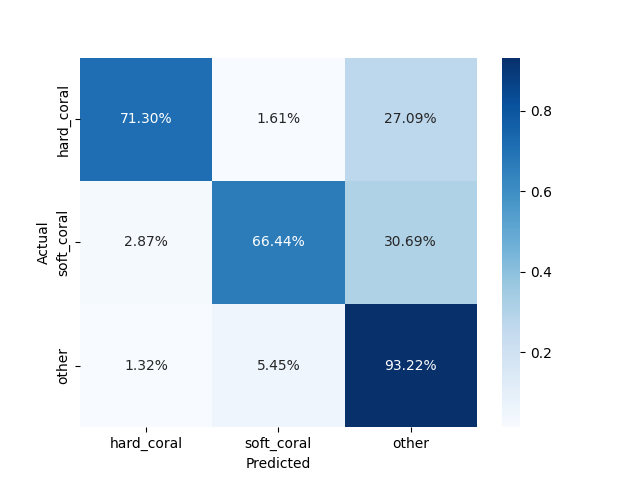 hard_coral
71.30%
1.61%
27.09%
0.8
0.6
Actual
soft_coral
2.87%
66.44%
30.69%
0.4
other
1.32%
5.45%
93.22%
0.2
hard_coral
soft_coral
other
Predicted